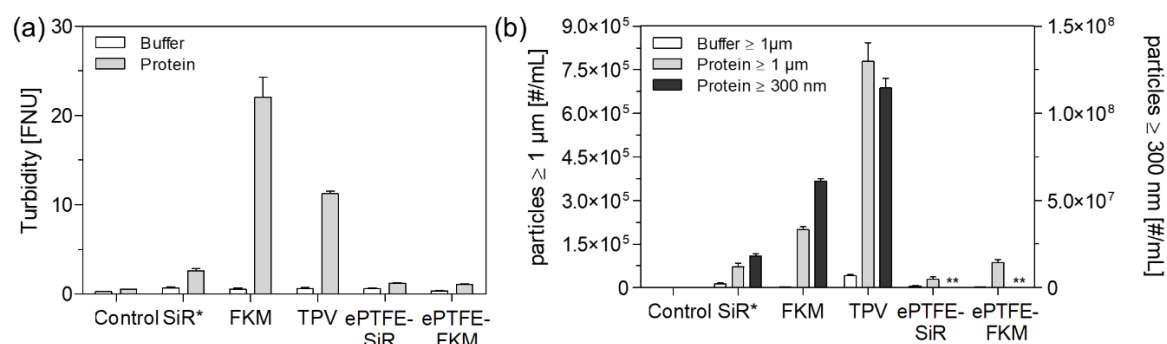 (a)
Turbidity [FNU]
30
20
10
0
Buffer
Protein
Control SiR* FKM TPV ePTFE- ePTFE-
SiR FKM
(b)
particles ≥ 1 µm [#/mL]
9.0×10⁵
7.5×10⁵
6.0×10⁵
4.5×10⁵
3.0×10⁵
1.5×10⁵
0
Buffer ≥ 1µm
Protein ≥ 1 µm
Protein ≥ 300 nm
** **
Control SiR* FKM TPV ePTFE- ePTFE-
SiR FKM
1.5×10⁸
1.0×10⁸
5.0×10⁷
0
particles ≥ 300 nm [#/mL]